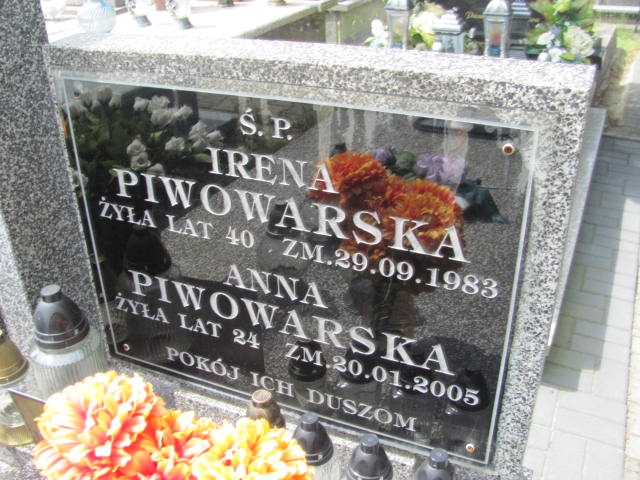 Ś. P.
IRENA
PIWOWARSKA
ŻYŁA LAT 40 ZM. 29.09.1983
ANNA
PIWOWARSKA
ŻYŁA LAT 24 ZM. 20.01.2005
POKÓJ ICH DUSZOM